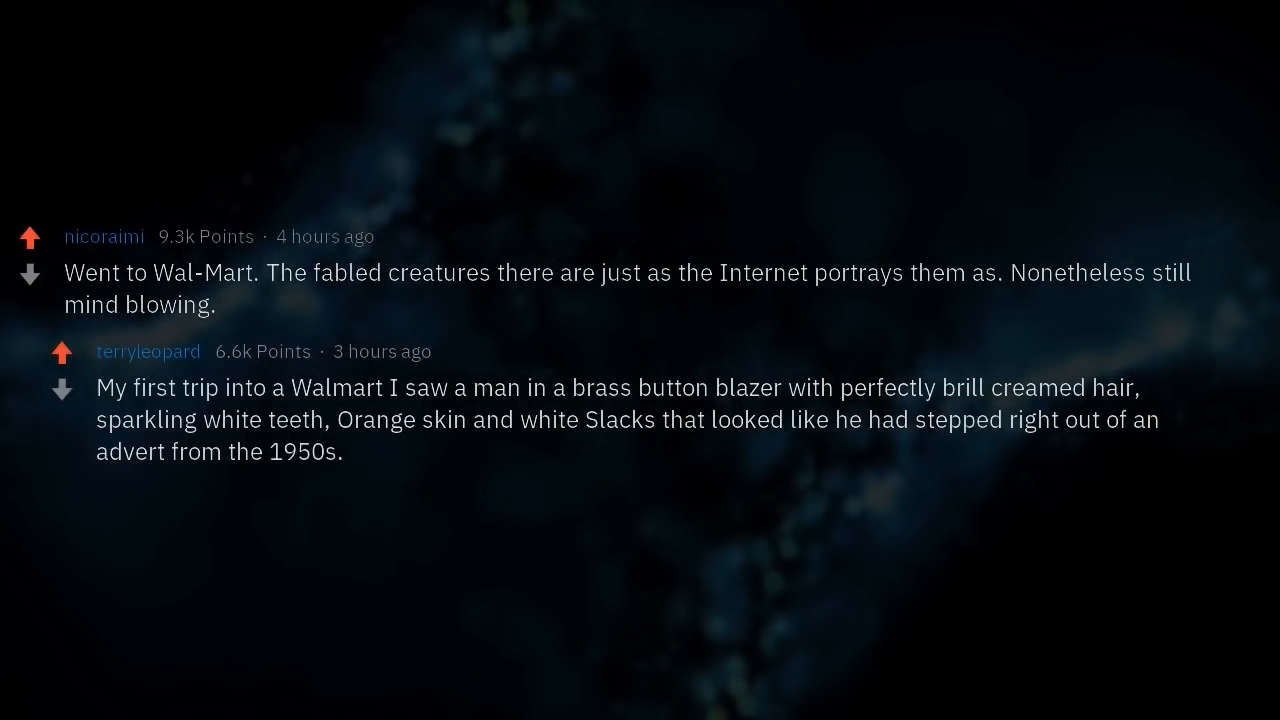 nicoraimi 9.3k Points · 4 hours ago
Went to Wal-Mart. The fabled creatures there are just as the Internet portrays them as. Nonetheless still
mind blowing.
terryleopard 6.6k Points · 3 hours ago
My first trip into a Walmart I saw a man in a brass button blazer with perfectly brill creamed hair,
sparkling white teeth, Orange skin and white Slacks that looked like he had stepped right out of an
advert from the 1950s.